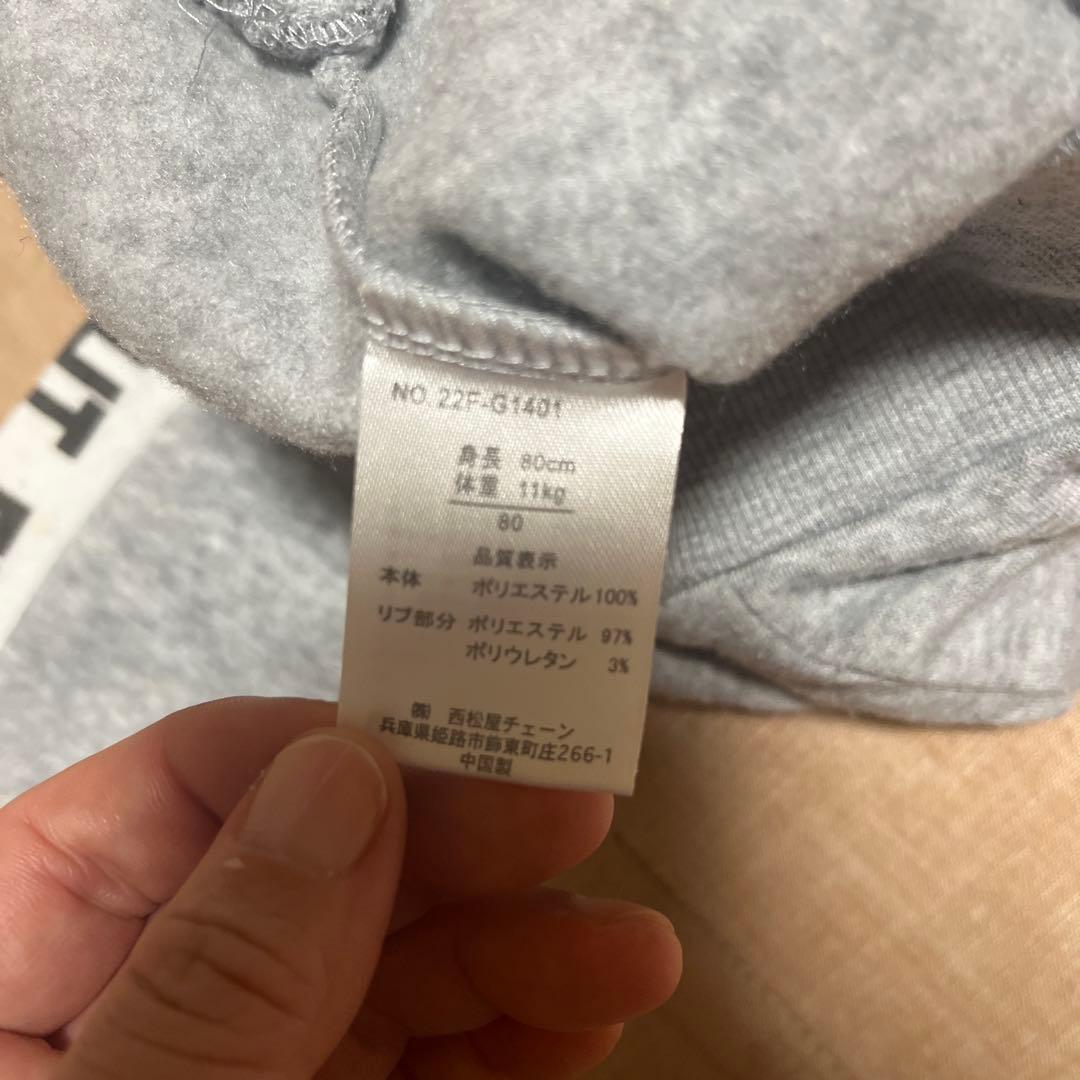 NO 22F-G1401
身長 80cm
体重 11kg
80
品質表示
本体 ポリエステル 100%
リブ部分 ポリエステル 97%
ポリウレタン 3%
㈱ 西松屋チェーン
兵庫県姫路市飾東町庄266-1
中国製